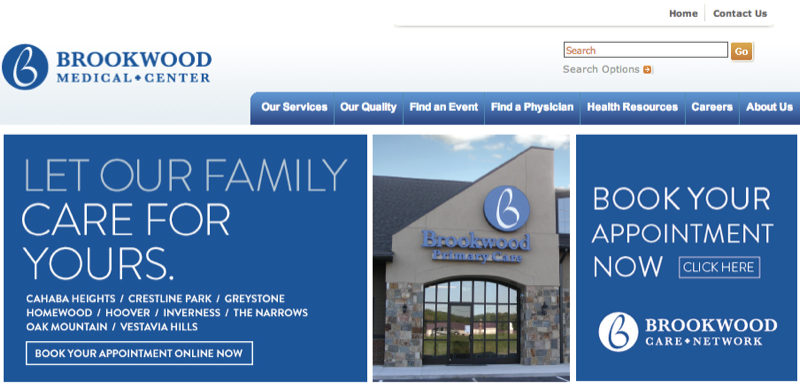 Home
Contact Us
BROOKWOOD
MEDICAL ◆ CENTER
Search
Go
Search Options
Our Services
Our Quality
Find an Event
Find a Physician
Health Resources
Careers
About Us
LET OUR FAMILY
CARE FOR
YOURS.
CAHABA HEIGHTS / CRESTLINE PARK / GREYSTONE
HOMEWOOD / HOOVER / INVERNESS / THE NARROWS
OAK MOUNTAIN / VESTAVIA HILLS
BOOK YOUR APPOINTMENT ONLINE NOW
B
Brookwood
Primary Care
BOOK YOUR
APPOINTMENT
NOW
CLICK HERE
BROOKWOOD
CARE ◆ NETWORK